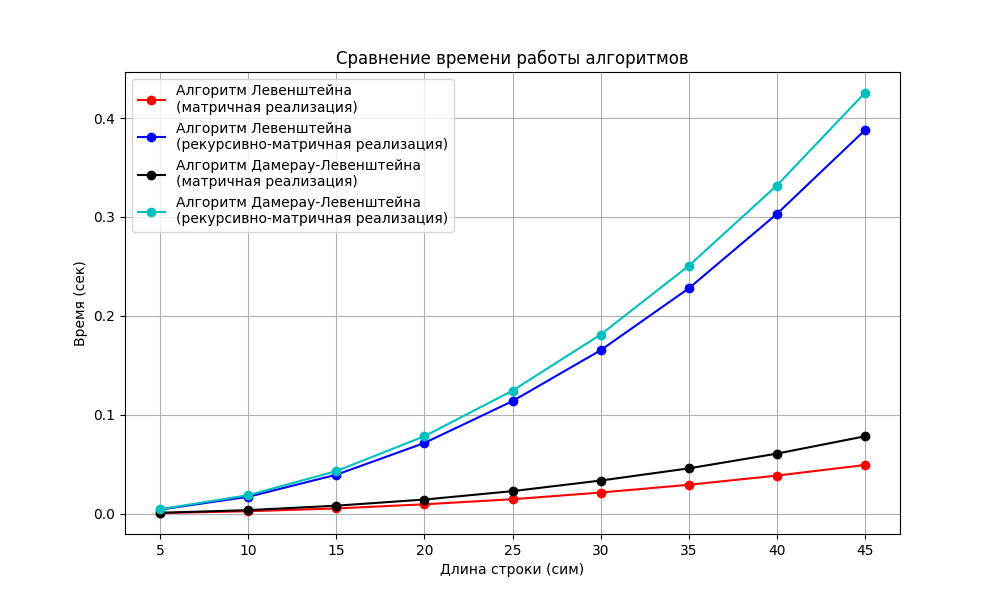 Сравнение времени работы алгоритмов
Алгоритм Левенштейна
(матричная реализация)
Алгоритм Левенштейна
(рекурсивно-матричная реализация)
Алгоритм Дамерау-Левенштейна
(матричная реализация)
Алгоритм Дамерау-Левенштейна
(рекурсивно-матричная реализация)
Время (сек)
0.4
0.3
0.2
0.1
0.0
5 10 15 20 25 30 35 40 45
Длина строки (сим)